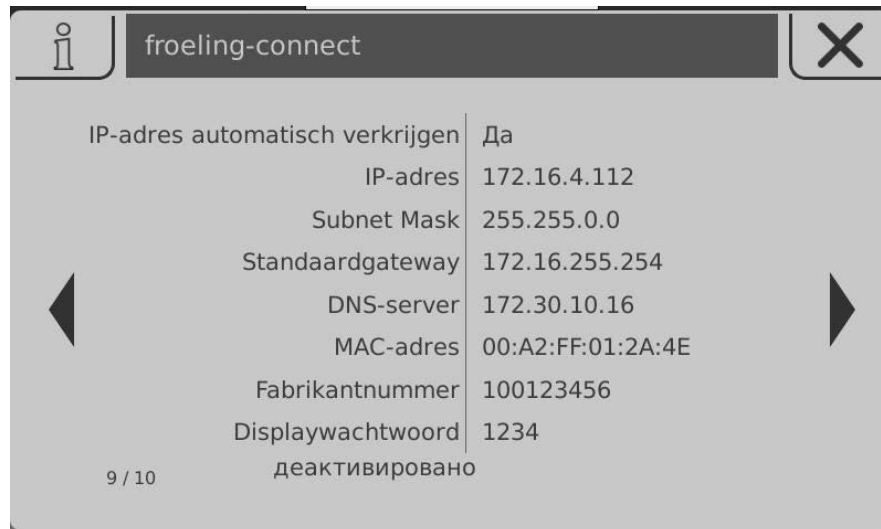 froeling-connect
IP-adres automatisch verkrijgen Да
IP-adres 172.16.4.112
Subnet Mask 255.255.0.0
Standaardgateway 172.16.255.254
DNS-server 172.30.10.16
MAC-adres 00:A2:FF:01:2A:4E
Fabrikantnummer 100123456
Displaywachtwoord 1234
деактивировано
9 / 10